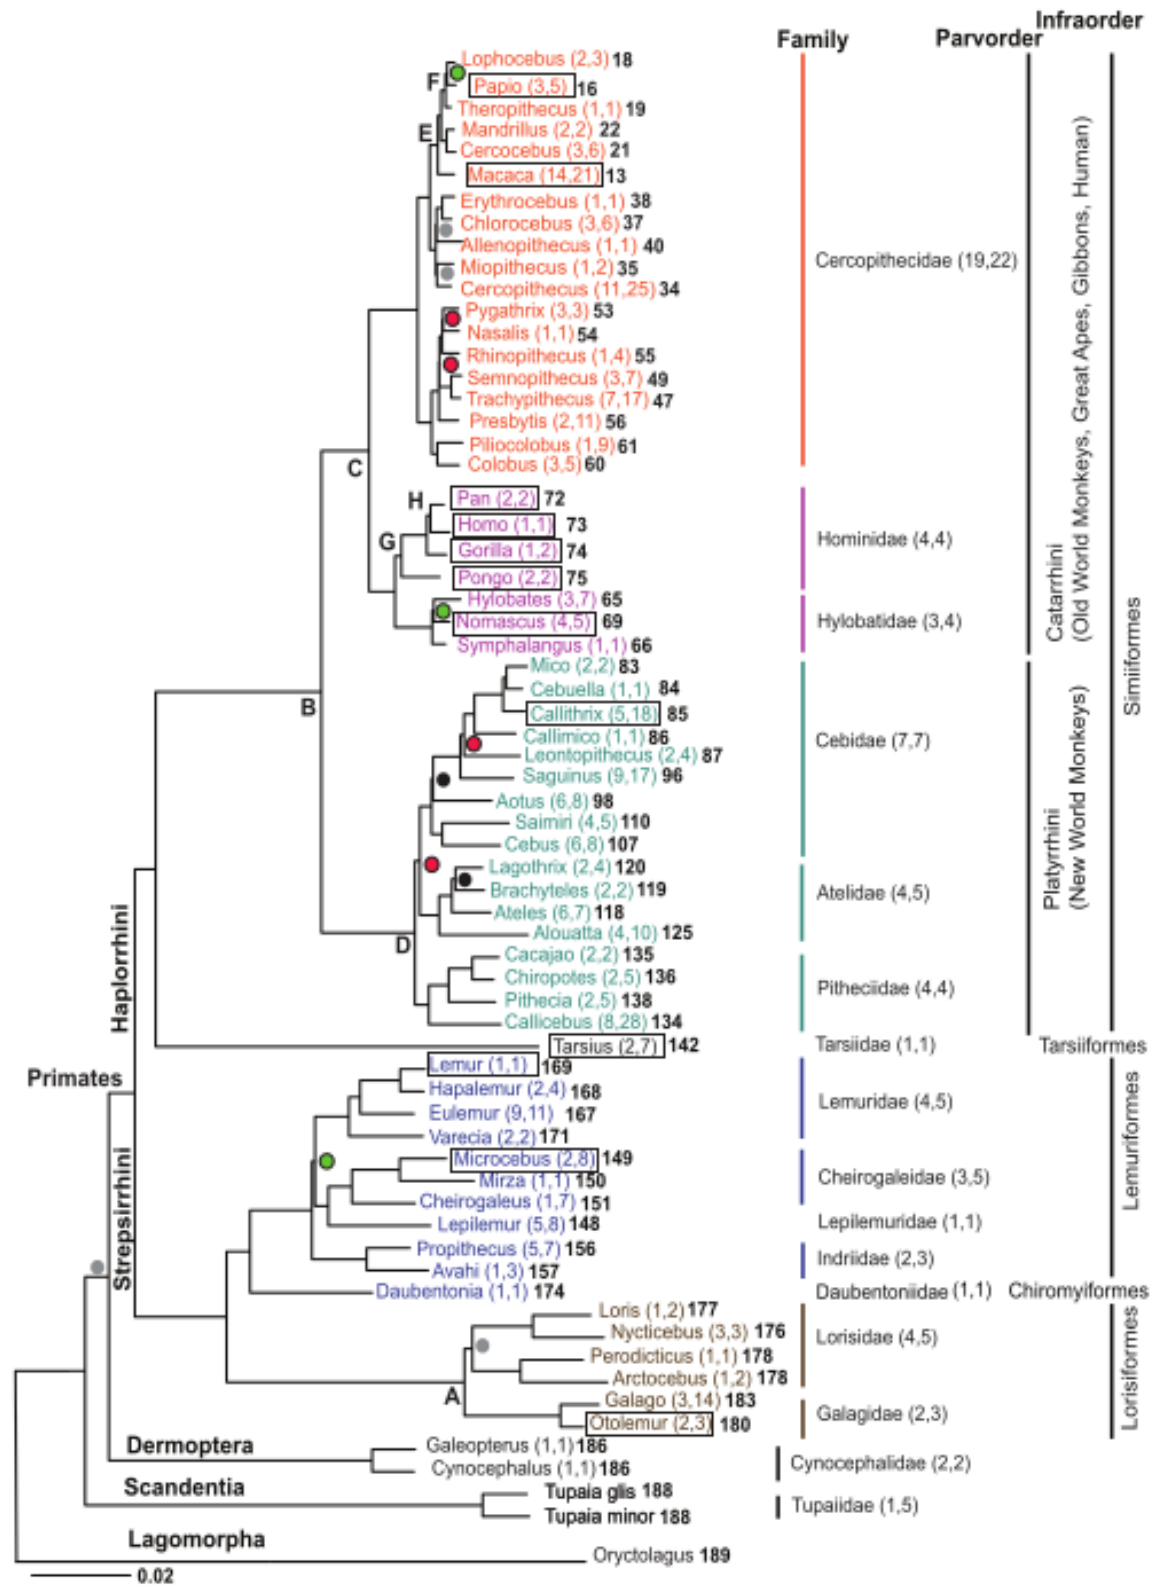 Infraorder
Family
Parvorder
Lophocebus (2,3) 18
F
Papio (3,5) 16
Theropithecus (1,1) 19
E
Mandrillus (2,2) 22
Cercocebus (3,6) 21
Macaca (14,21) 13
Erythrocebus (1,1) 38
Chlorocebus (3,6) 37
Allenopithecus (1,1) 40
Cercopithecidae (19,22)
Miopithecus (1,2) 35
Cercopithecus (11,25) 34
Pygathrix (3,3) 53
Nasalis (1,1) 54
Rhinopithecus (1,4) 55
Semnopithecus (3,7) 49
Trachypithecus (7,17) 47
Presbytis (2,11) 56
Piliocolobus (1,9) 61
Colobus (3,5) 60
C
H
Pan (2,2) 72
Homo (1,1) 73
G
Hominidae (4,4)
Gorilla (1,2) 74
Pongo (2,2) 75
Hylobates (3,7) 65
Nomascus (4,5) 69
Hylobatidae (3,4)
Symphalangus (1,1) 66
Catarrhini
(Old World Monkeys, Great Apes, Gibbons, Human)
Simiiformes
Mico (2,2) 83
Cebuella (1,1) 84
B
Callithrix (5,18) 85
Callimico (1,1) 86
Cebidae (7,7)
Leontopithecus (2,4) 87
Saguinus (9,17) 96
Aotus (6,8) 98
Saimiri (4,5) 110
Cebus (6,8) 107
Platyrrhini
(New World Monkeys)
Lagothrix (2,4) 120
Brachyteles (2,2) 119
Atelidae (4,5)
Ateles (6,7) 118
Alouatta (4,10) 125
D
Cacajao (2,2) 135
Chiropotes (2,5) 136
Pitheciidae (4,4)
Pithecia (2,5) 138
Callicebus (8,28) 134
Haplorrhini
Tarsius (2,7) 142
Tarsiidae (1,1)
Tarsiiformes
Primates
Lemur (1,1) 169
Hapalemur (2,4) 168
Lemuridae (4,5)
Eulemur (9,11) 167
Varecia (2,2) 171
Lemuriformes
Strepsirrhini
Microcebus (2,8) 149
Mirza (1,1) 150
Cheirogaleidae (3,5)
Cheirogaleus (1,7) 151
Lepilemur (5,8) 148
Lepilemuridae (1,1)
Propithecus (5,7) 156
Indriidae (2,3)
Avahi (1,3) 157
Daubentonia (1,1) 174
Daubentoniidae (1,1)
Chiromyiformes
Loris (1,2) 177
Nycticebus (3,3) 176
Lorisidae (4,5)
Perodicticus (1,1) 178
Arctocebus (1,2) 178
Lorisiformes
A
Galago (3,14) 183
Otolemur (2,3) 180
Galagidae (2,3)
Dermoptera
Galeopterus (1,1) 186
Cynocephalus (1,1) 186
Cynocephalidae (2,2)
Scandentia
Tupaia glis 188
Tupaia minor 188
Tupaiidae (1,5)
Lagomorpha
Oryctolagus 189
0.02